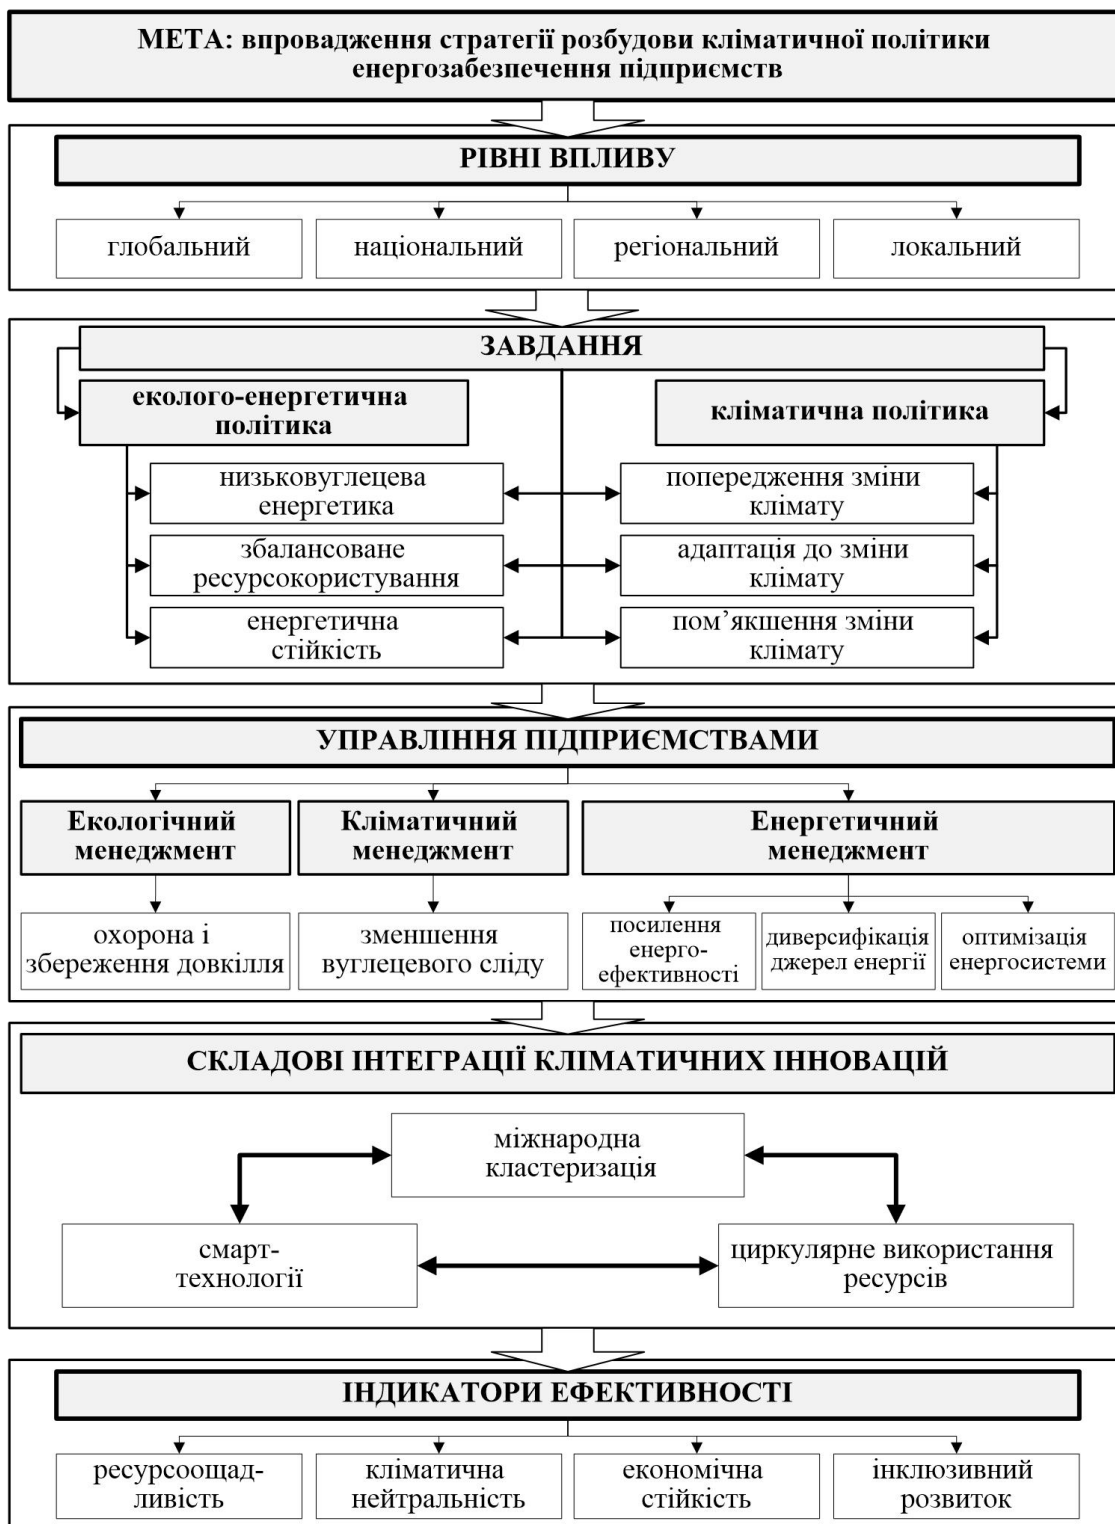 МЕТА: впровадження стратегії розбудови кліматичної політики
енергозабезпечення підприємств
РІВНІ ВПЛИВУ
глобальний
національний
регіональний
локальний
ЗАВДАННЯ
еколого-енергетична
політика
кліматична політика
низьковуглецева
енергетика
попередження зміни
клімату
збалансоване
ресурсокористування
адаптація до зміни
клімату
енергетична
стійкість
пом’якшення зміни
клімату
УПРАВЛІННЯ ПІДПРИЄМСТВАМИ
Екологічний
менеджмент
Кліматичний
менеджмент
Енергетичний
менеджмент
охорона і
збереження довкілля
зменшення
вуглецевого сліду
посилення
енерго-
ефективності
диверсифікація
джерел енергії
оптимізація
енергосистеми
СКЛАДОВІ ІНТЕГРАЦІЇ КЛІМАТИЧНИХ ІННОВАЦІЙ
міжнародна
кластеризація
смарт-
технології
циркулярне використання
ресурсів
ІНДИКАТОРИ ЕФЕКТИВНОСТІ
ресурсоощад-
ливість
кліматична
нейтральність
економічна
стійкість
інклюзивний
розвиток